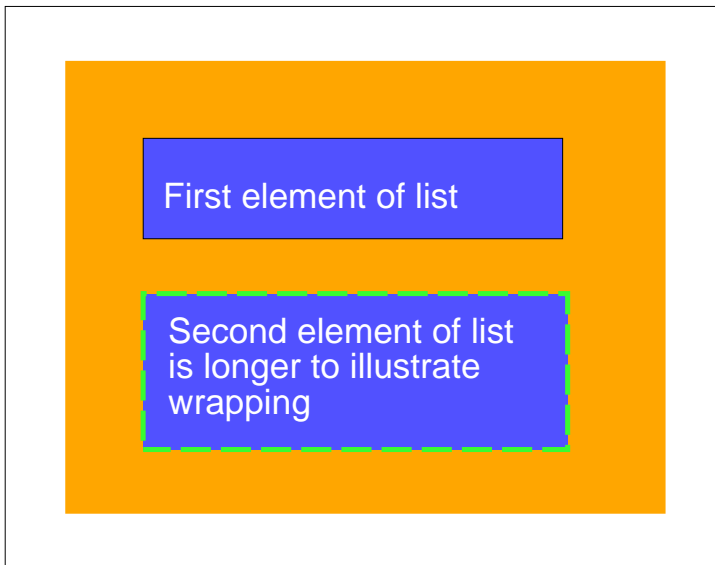 First element of list
Second element of list
is longer to illustrate
wrapping